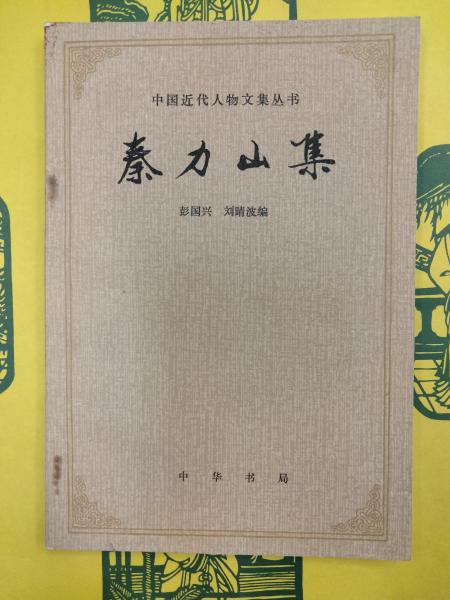 中国近代人物文集丛书
秦力山集
彭国兴 刘晴波编
中华书局